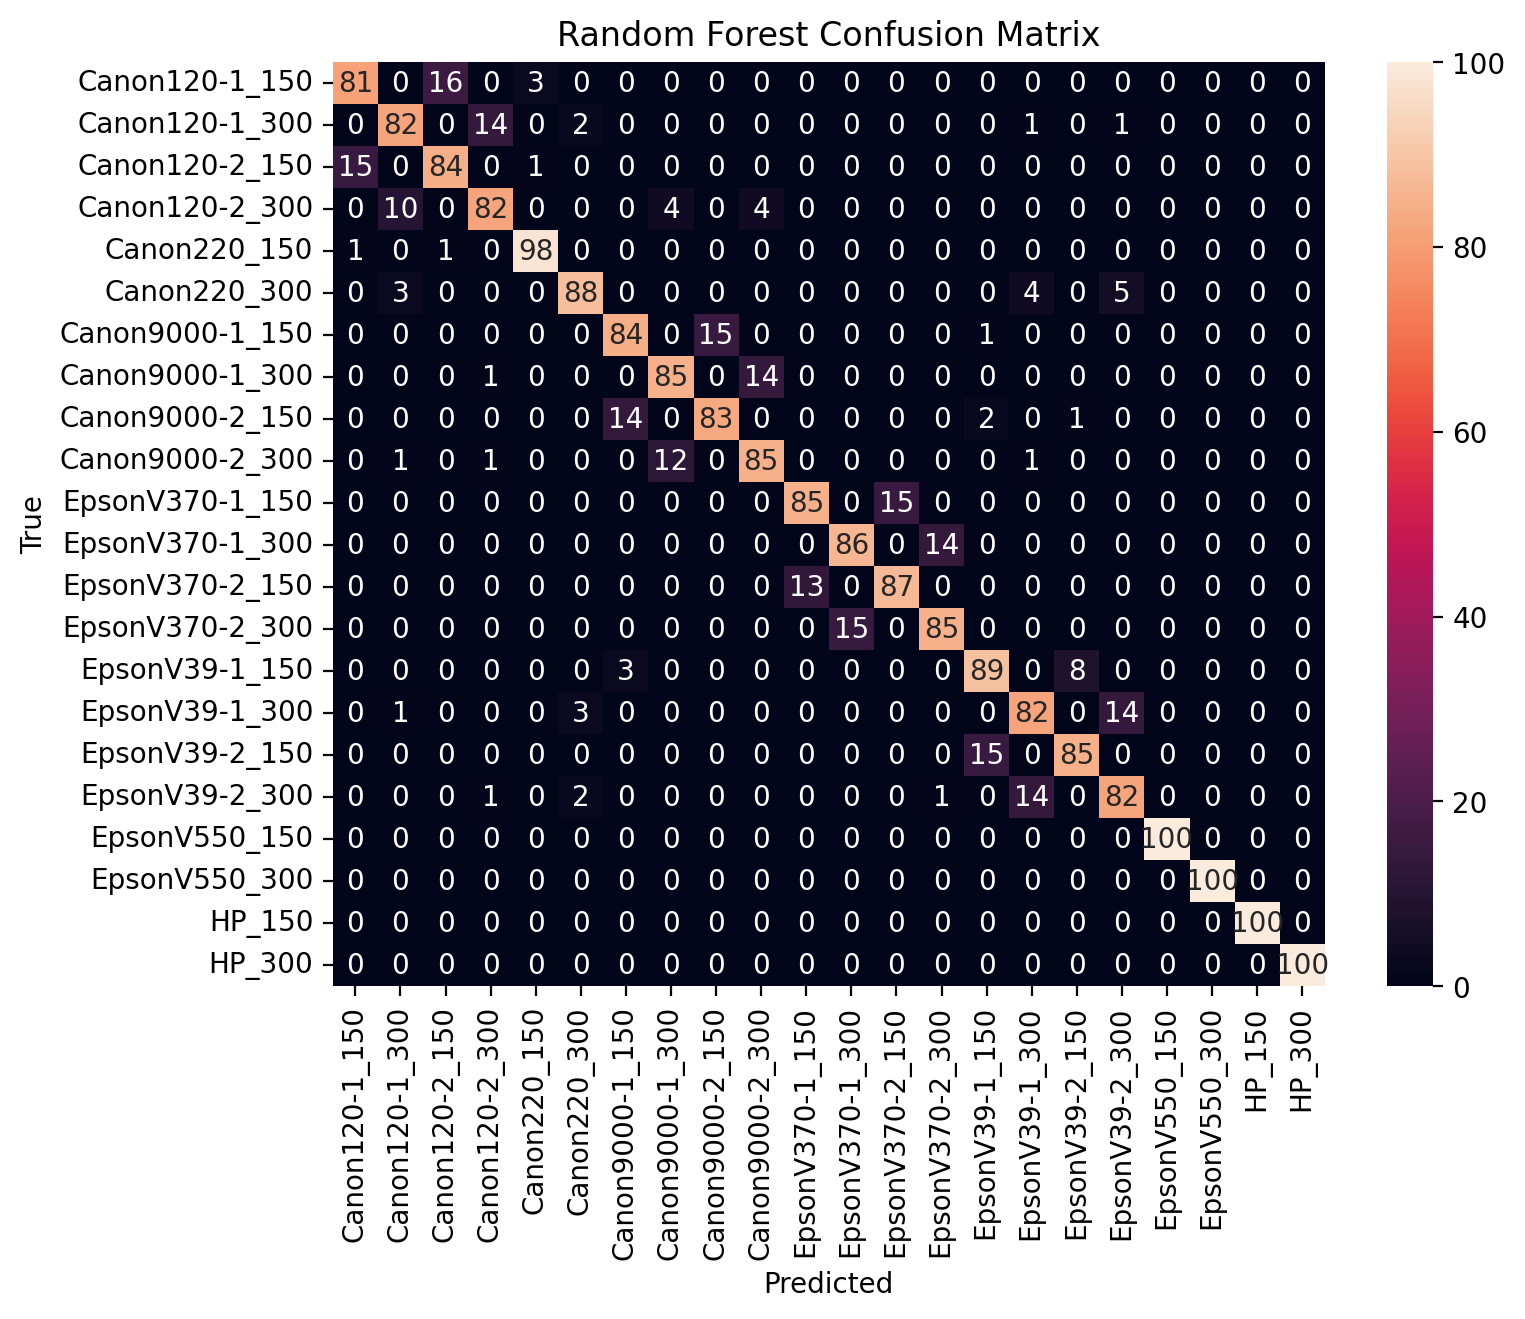 Random Forest Confusion Matrix
Canon120-1_150 81 0 16 0 3 0 0 0 0 0 0 0 0 0 0 0 0 0 0 0 0 0
Canon120-1_300 0 82 0 14 0 2 0 0 0 0 0 0 0 0 0 1 0 1 0 0 0 0
Canon120-2_150 15 0 84 0 1 0 0 0 0 0 0 0 0 0 0 0 0 0 0 0 0 0
Canon120-2_300 0 10 0 82 0 0 0 4 0 4 0 0 0 0 0 0 0 0 0 0 0 0
Canon220_150 1 0 1 0 98 0 0 0 0 0 0 0 0 0 0 0 0 0 0 0 0 0
Canon220_300 0 3 0 0 0 88 0 0 0 0 0 0 0 0 0 4 0 5 0 0 0 0
Canon9000-1_150 0 0 0 0 0 0 84 0 15 0 0 0 0 0 1 0 0 0 0 0 0 0
Canon9000-1_300 0 0 0 1 0 0 0 85 0 14 0 0 0 0 0 0 0 0 0 0 0 0
Canon9000-2_150 0 0 0 0 0 0 14 0 83 0 0 0 0 0 2 0 1 0 0 0 0 0
Canon9000-2_300 0 1 0 1 0 0 0 12 0 85 0 0 0 0 0 1 0 0 0 0 0 0
EpsonV370-1_150 0 0 0 0 0 0 0 0 0 0 85 0 15 0 0 0 0 0 0 0 0 0
EpsonV370-1_300 0 0 0 0 0 0 0 0 0 0 0 86 0 14 0 0 0 0 0 0 0 0
EpsonV370-2_150 0 0 0 0 0 0 0 0 0 0 13 0 87 0 0 0 0 0 0 0 0 0
EpsonV370-2_300 0 0 0 0 0 0 0 0 0 0 0 15 0 85 0 0 0 0 0 0 0 0
EpsonV39-1_150 0 0 0 0 0 0 3 0 0 0 0 0 0 0 89 0 8 0 0 0 0 0
EpsonV39-1_300 0 1 0 0 0 3 0 0 0 0 0 0 0 0 0 82 0 14 0 0 0 0
EpsonV39-2_150 0 0 0 0 0 0 0 0 0 0 0 0 0 0 15 0 85 0 0 0 0 0
EpsonV39-2_300 0 0 0 1 0 2 0 0 0 0 0 0 0 1 0 14 0 82 0 0 0 0
EpsonV550_150 0 0 0 0 0 0 0 0 0 0 0 0 0 0 0 0 0 0 100 0 0 0
EpsonV550_300 0 0 0 0 0 0 0 0 0 0 0 0 0 0 0 0 0 0 0 100 0 0
HP_150 0 0 0 0 0 0 0 0 0 0 0 0 0 0 0 0 0 0 0 0 100 0
HP_300 0 0 0 0 0 0 0 0 0 0 0 0 0 0 0 0 0 0 0 0 0 100
True
Canon120-1_150
Canon120-1_300
Canon120-2_150
Canon120-2_300
Canon220_150
Canon220_300
Canon9000-1_150
Canon9000-1_300
Canon9000-2_150
Canon9000-2_300
EpsonV370-1_150
EpsonV370-1_300
EpsonV370-2_150
EpsonV370-2_300
EpsonV39-1_150
EpsonV39-1_300
EpsonV39-2_150
EpsonV39-2_300
EpsonV550_150
EpsonV550_300
HP_150
HP_300
Predicted
100
80
60
40
20
0